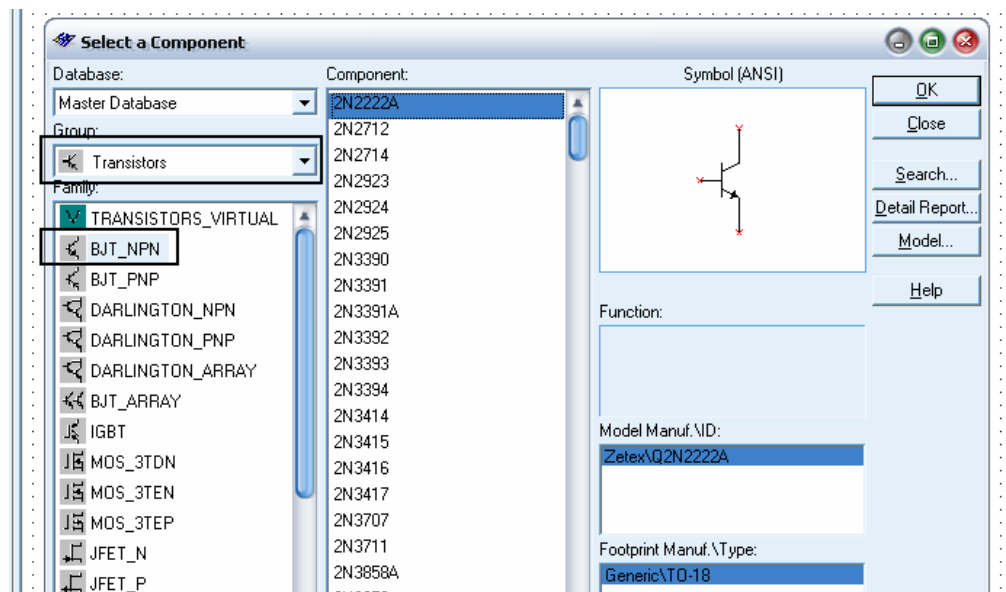 Select a Component
Database:
Master Database
Group:
Transistors
Family:
TRANSISTORS_VIRTUAL
BJT_NPN
BJT_PNP
DARLINGTON_NPN
DARLINGTON_PNP
DARLINGTON_ARRAY
BJT_ARRAY
IGBT
MOS_3TDN
MOS_3TEN
MOS_3TEP
JFET_N
JFET_P
Component:
2N2222A
2N2712
2N2714
2N2923
2N2924
2N2925
2N3390
2N3391
2N3391A
2N3392
2N3393
2N3394
2N3414
2N3415
2N3416
2N3417
2N3707
2N3711
2N3858A
Symbol (ANSI)
Function:
Model Manuf.\ID:
Zetex\Q2N2222A
Footprint Manuf.\Type:
Generic\TO-18
OK
Close
Search...
Detail Report...
Model...
Help